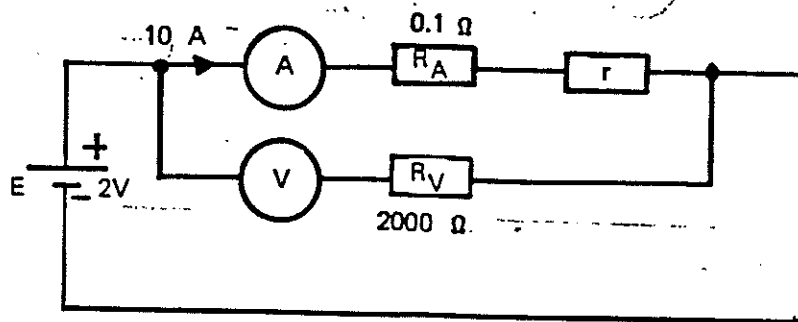 0.1 Ω
10 A
A
R_A
r
V
R_V
+
E
- 2V
2000 Ω